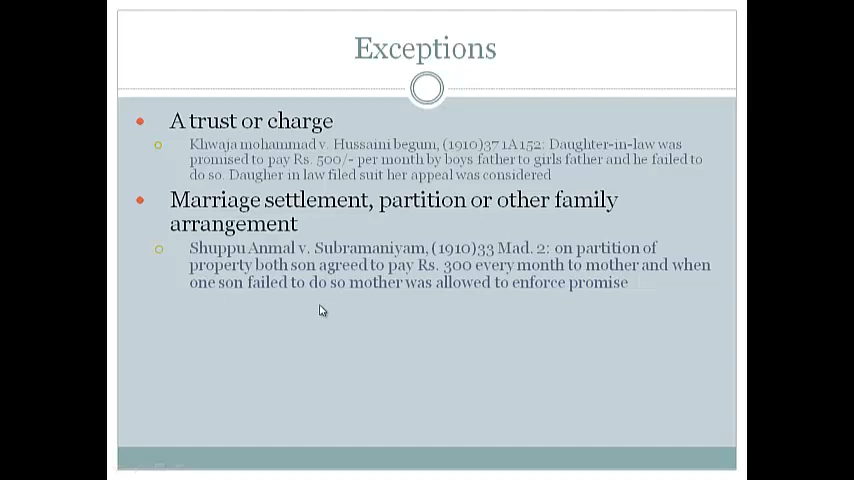 Exceptions
A trust or charge
Khwaja mohammad v. Hussaini begum, (1910)37 1A 152: Daughter-in-law was
promised to pay Rs. 500/- per month by boys father to girls father and he failed to
do so. Daugher in law filed suit her appeal was considered
Marriage settlement, partition or other family
arrangement
Shuppu Anmal v. Subramaniyam, (1910)33 Mad. 2: on partition of
property both son agreed to pay Rs. 300 every month to mother and when
one son failed to do so mother was allowed to enforce promise